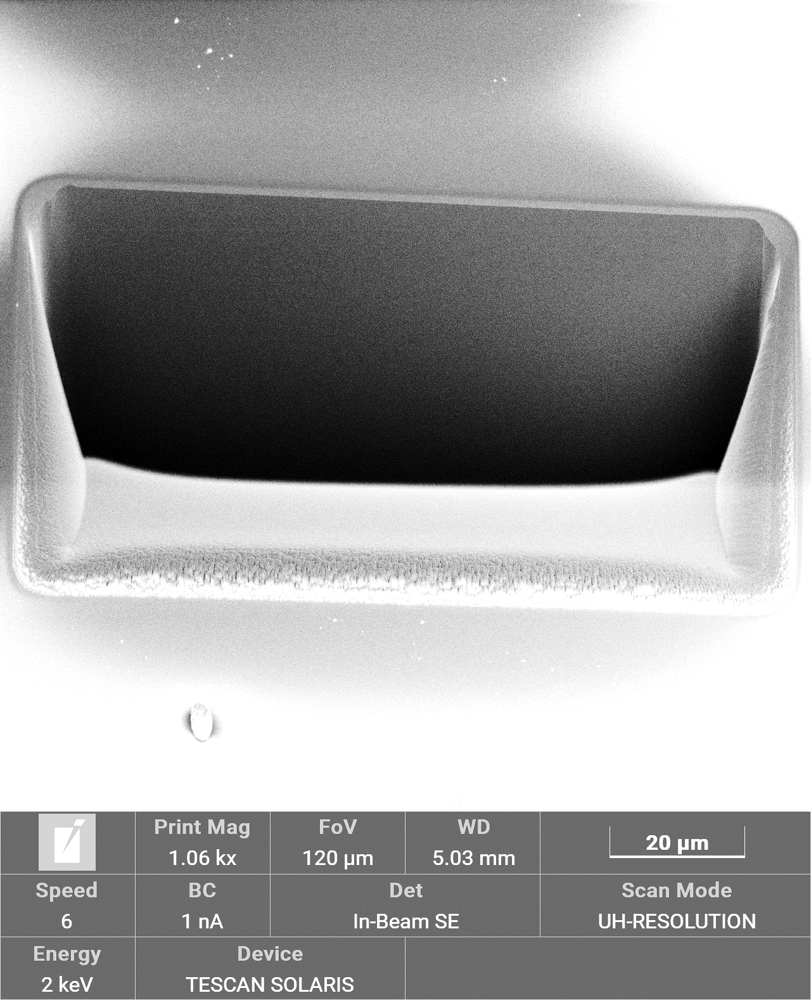 Print Mag
1.06 kx
FoV
120 µm
WD
5.03 mm
20 µm
Speed
6
BC
1 nA
Det
In-Beam SE
Scan Mode
UH-RESOLUTION
Energy
2 keV
Device
TESCAN SOLARIS